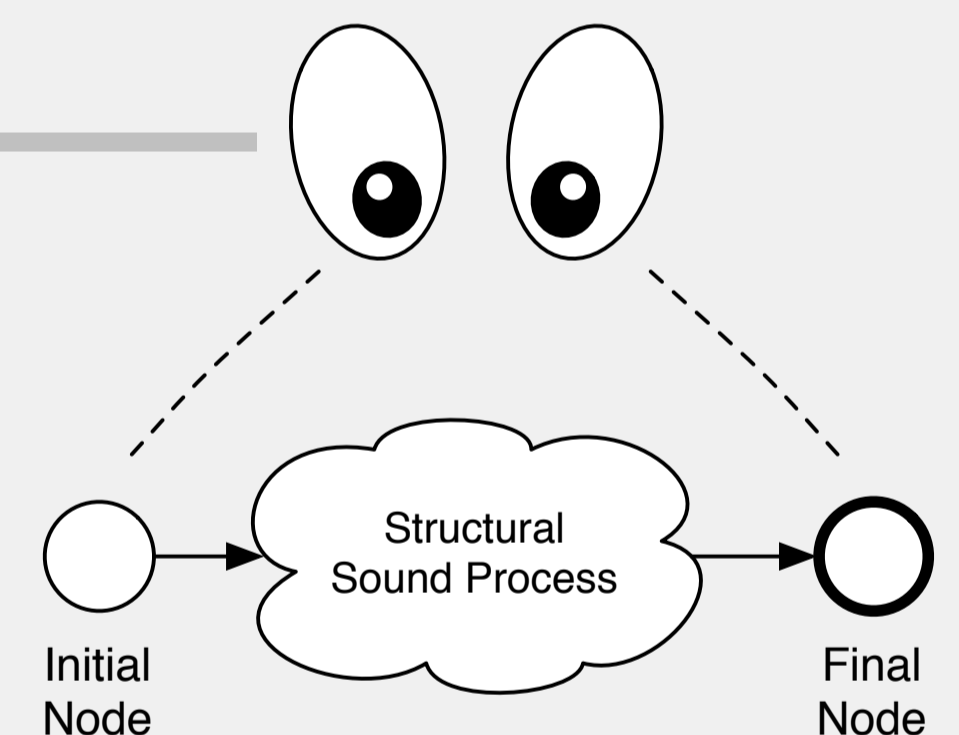 Structural
Sound Process
Initial
Node
Final
Node